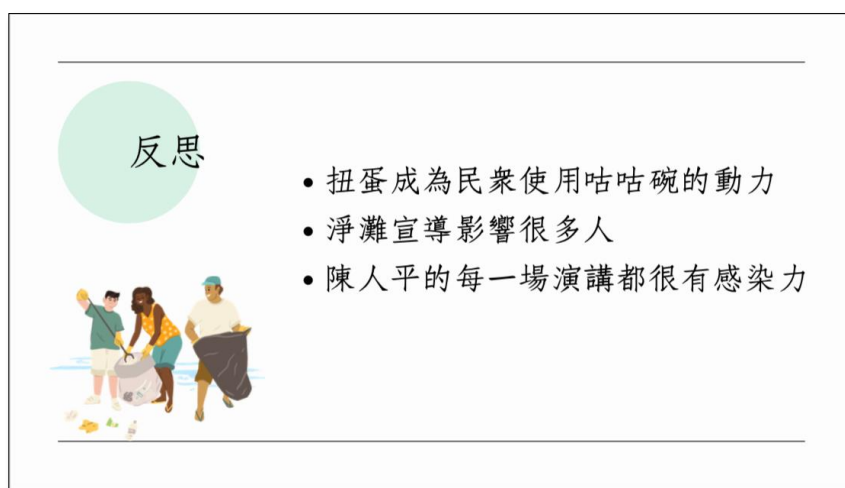 反思
• 扭蛋成為民衆使用咕咕碗的動力
• 淨灘宣導影響很多人
• 陳人平的每一場演講都很有感染力